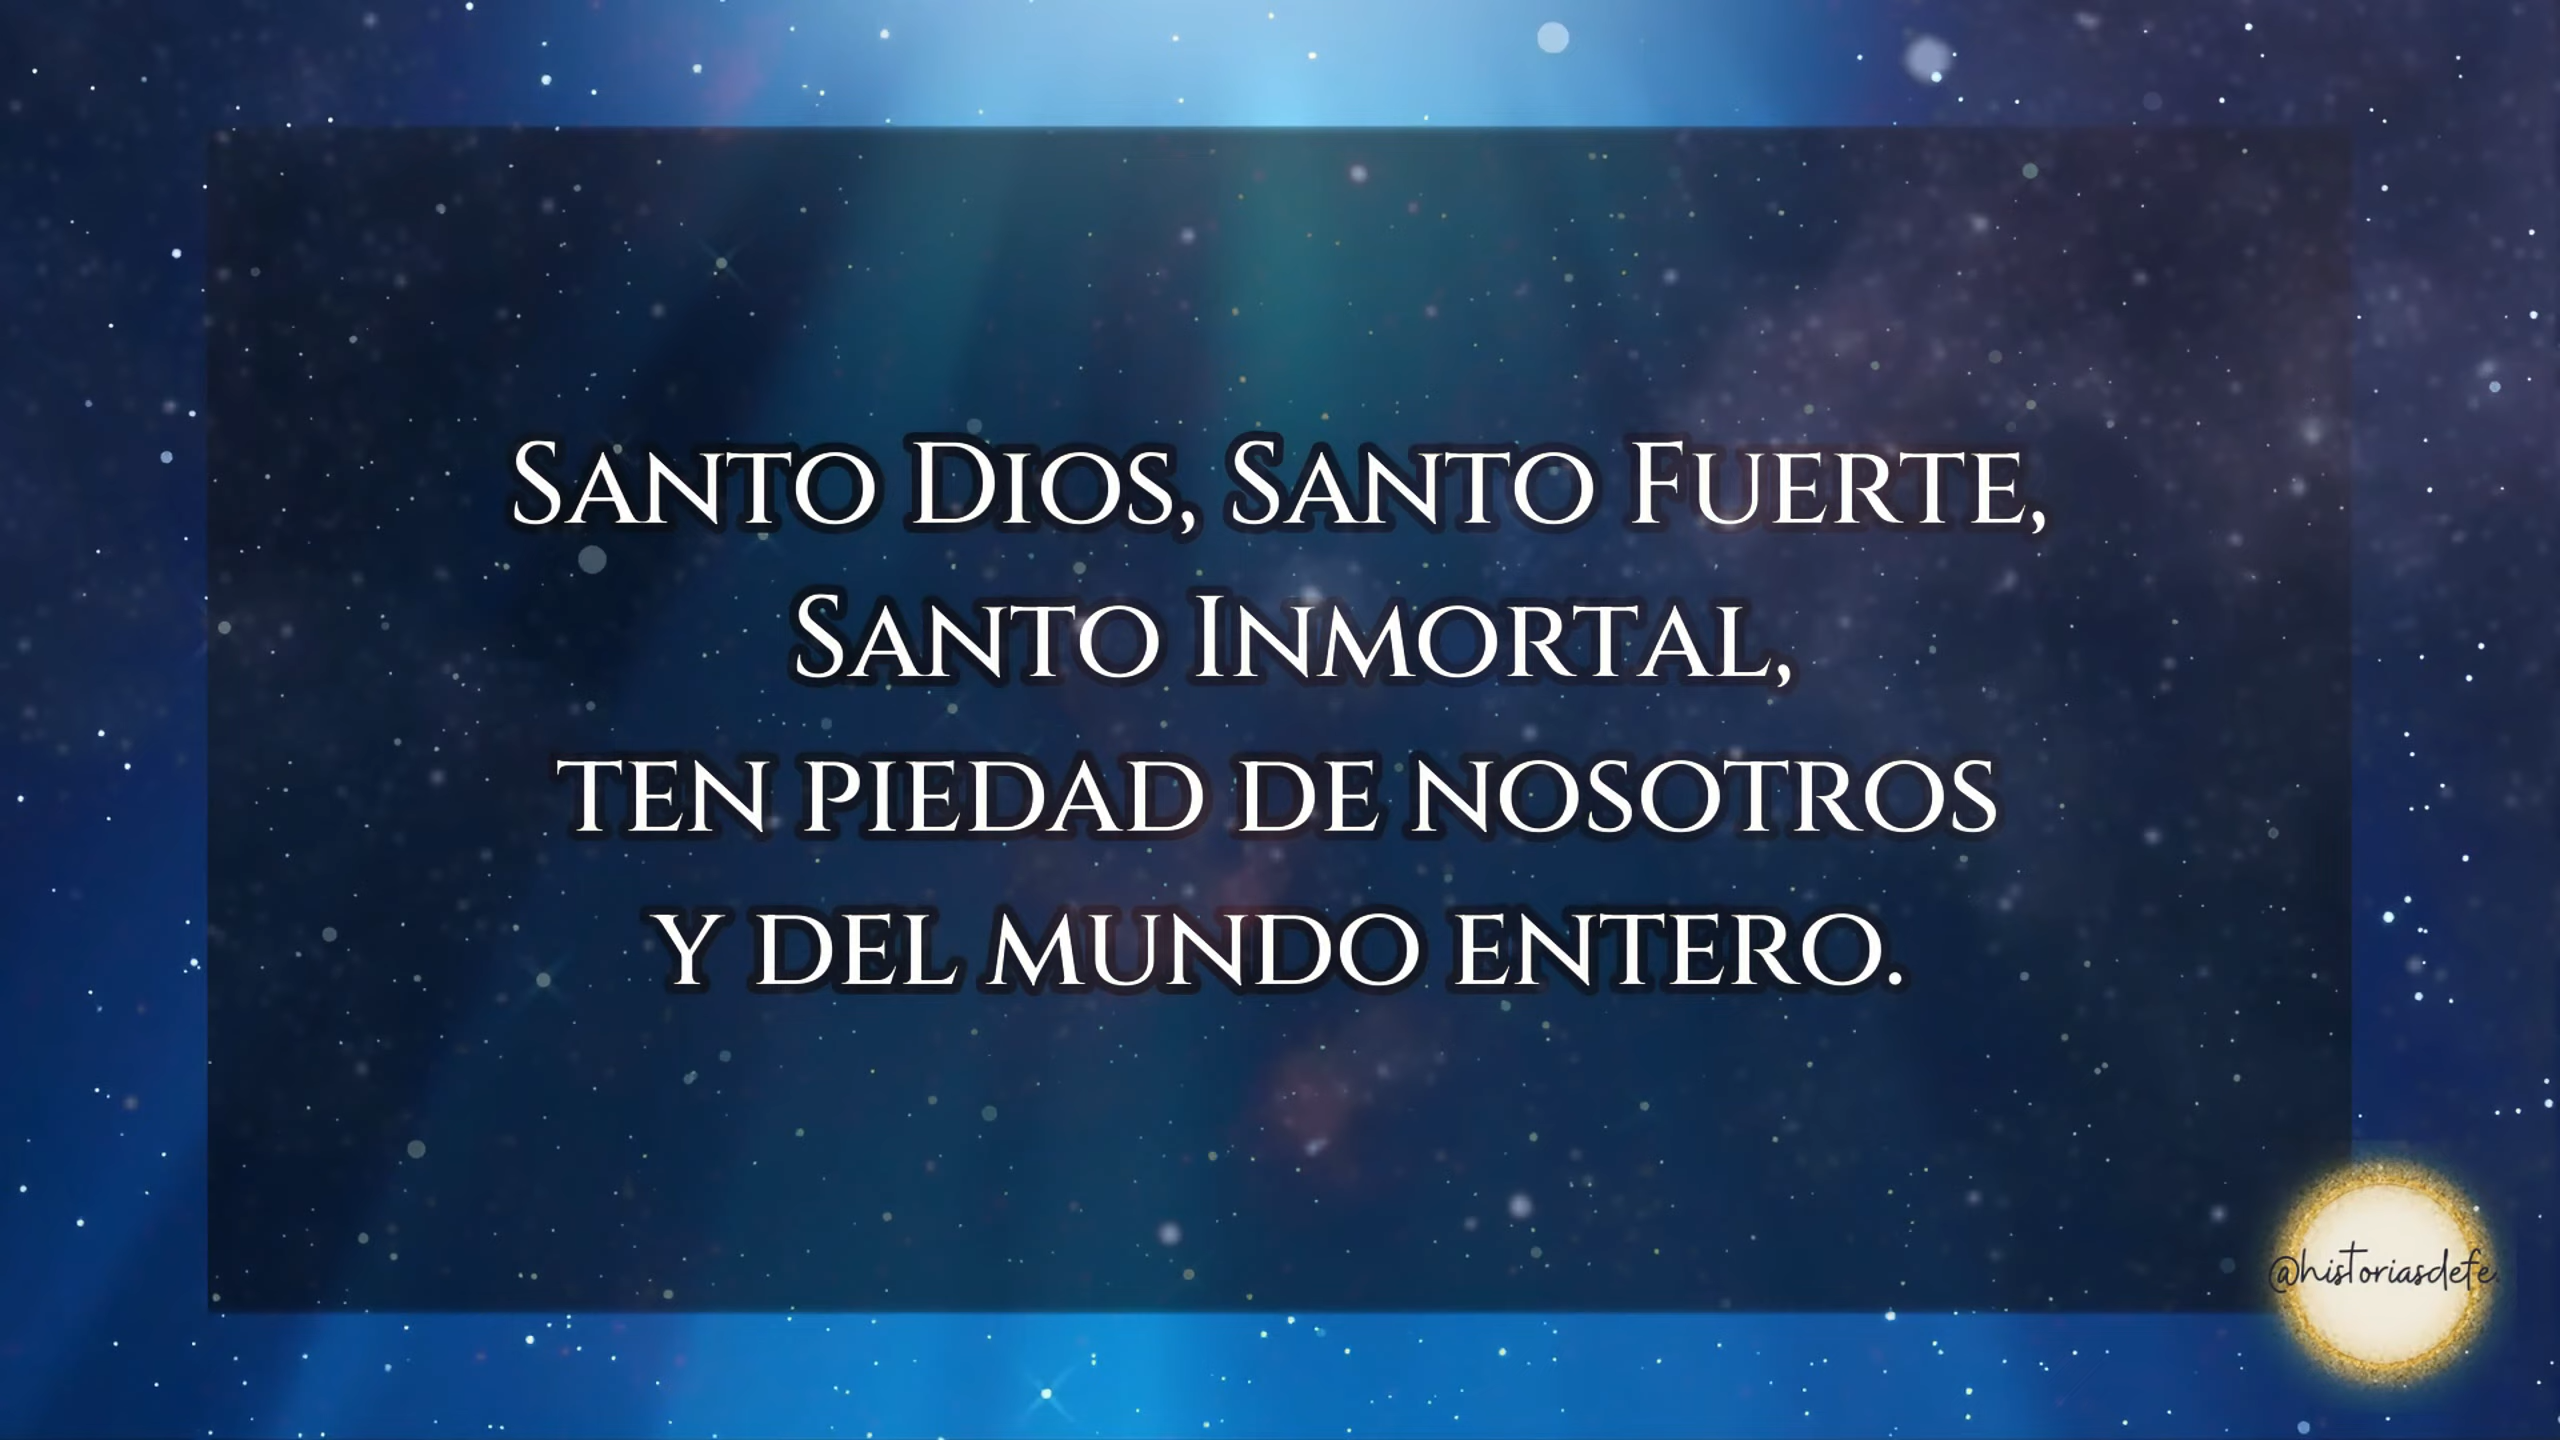 Santo Dios, Santo Fuerte,
Santo Inmortal,
ten piedad de nosotros
y del mundo entero.
@historiasdefe.